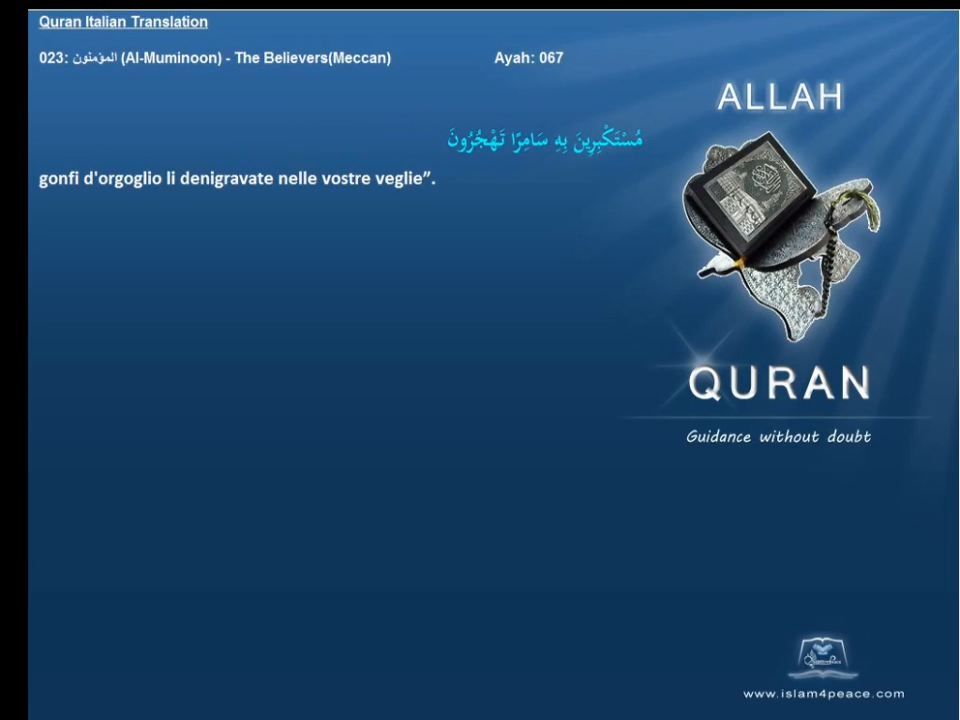 Quran Italian Translation
023: المؤمنون (Al-Muminoon) - The Believers(Meccan) Ayah: 067
ALLAH
مُسْتَكْبِرِينَ بِهِ سَامِرًا تَهْجُرُونَ
gonfi d'orgoglio li denigravate nelle vostre veglie”.
QURAN
Guidance without doubt
www.islam4peace.com